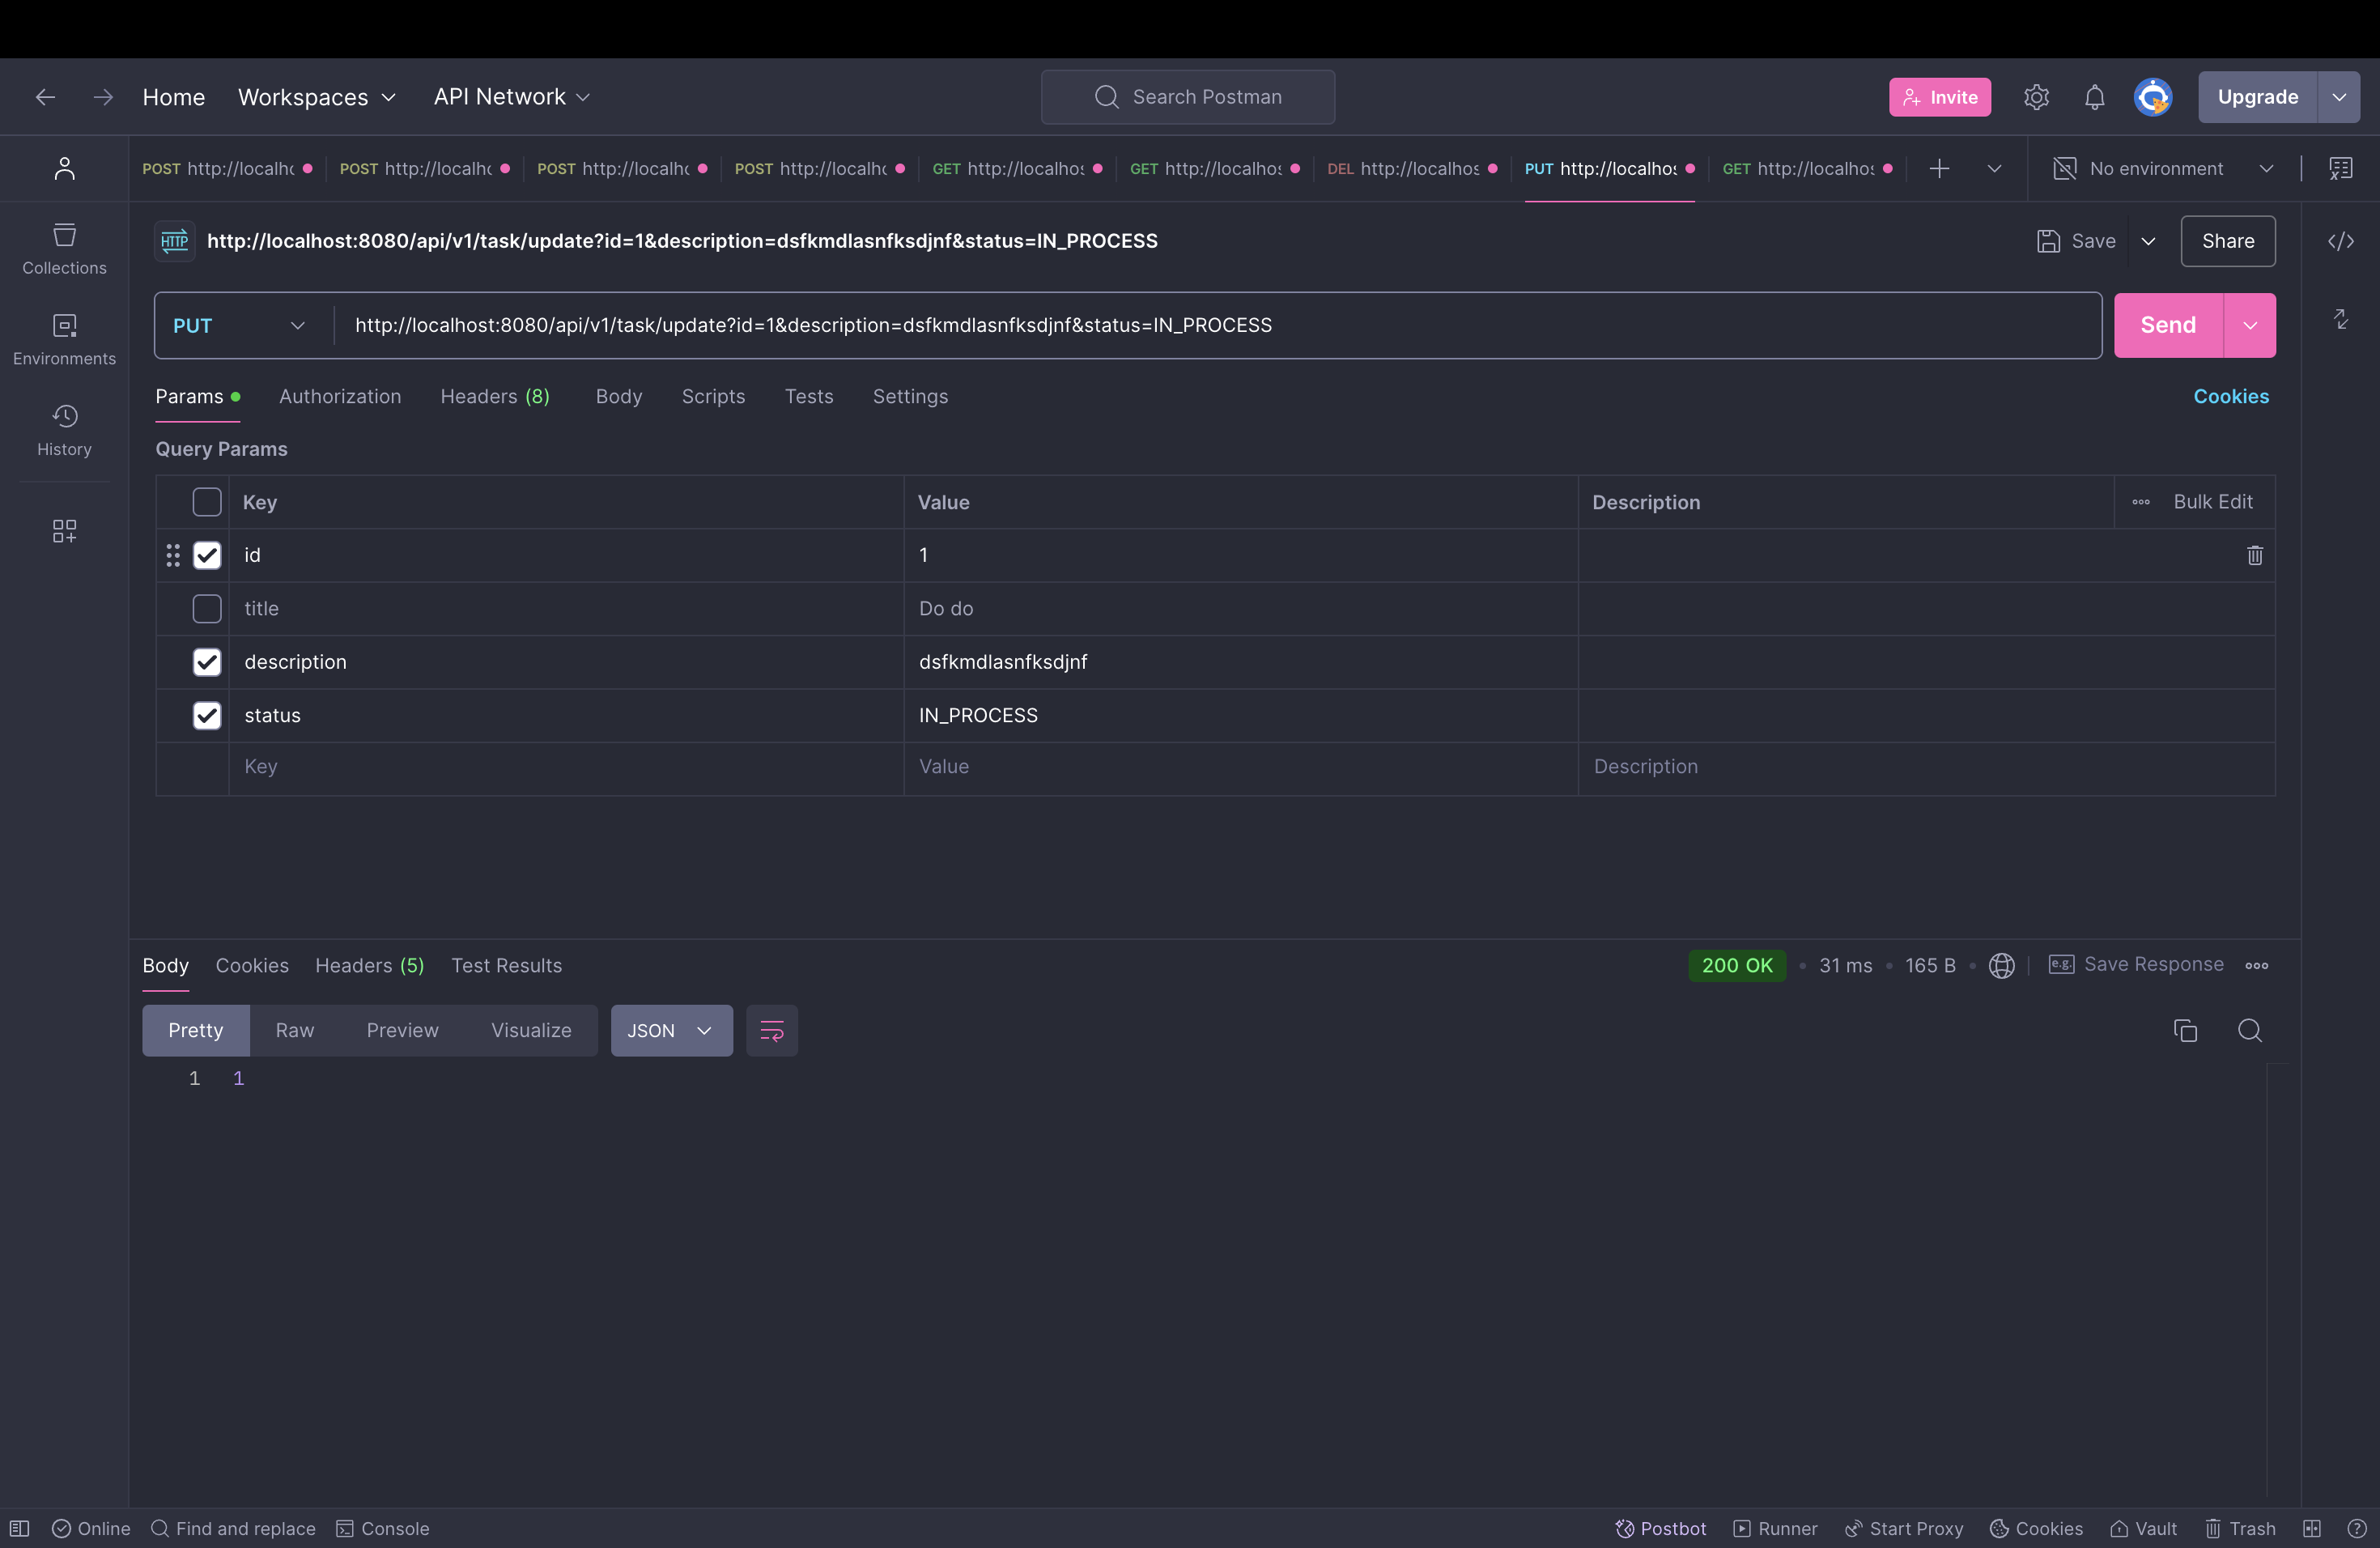 Home Workspaces API Network Search Postman Invite Upgrade
POST http://localhc POST http://localhc POST http://localhc POST http://localhc GET http://localhos GET http://localhos DEL http://localhos PUT http://localhos GET http://localhos No environment
HTTP http://localhost:8080/api/v1/task/update?id=1&description=dsfkmdlasnfksdjnf&status=IN_PROCESS Save Share
Collections
PUT http://localhost:8080/api/v1/task/update?id=1&description=dsfkmdlasnfksdjnf&status=IN_PROCESS Send
Environments
Params Authorization Headers (8) Body Scripts Tests Settings Cookies
History
Query Params
Key Value Description Bulk Edit
id 1
title Do do
description dsfkmdlasnfksdjnf
status IN_PROCESS
Key Value Description
Body Cookies Headers (5) Test Results 200 OK 31 ms 165 B e.g. Save Response
Pretty Raw Preview Visualize JSON
1 1
Online Find and replace Console Postbot Runner Start Proxy Cookies Vault Trash